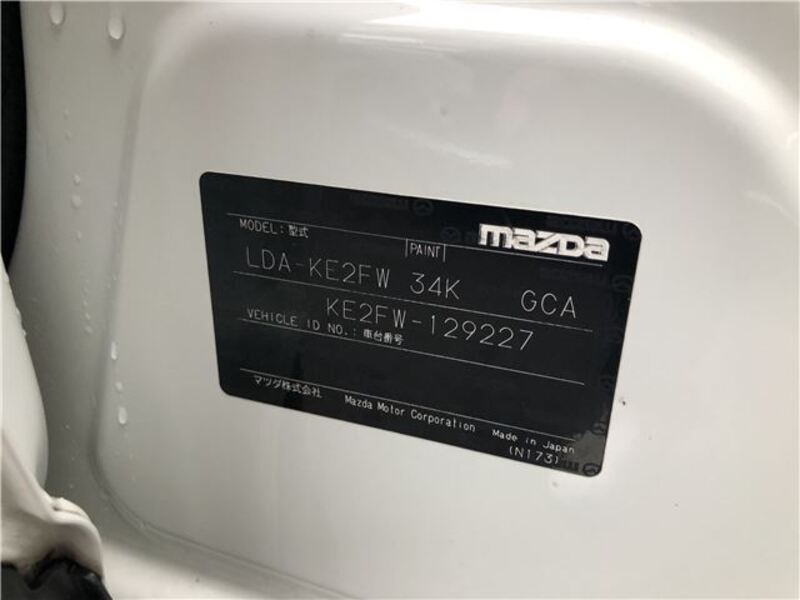 mazda
MODEL: 型式 PAINT
LDA-KE2FW 34K GCA
KE2FW-129227
VEHICLE ID NO.: 車台番号
マツダ株式会社 Mazda Motor Corporation Made in Japan
(N173)